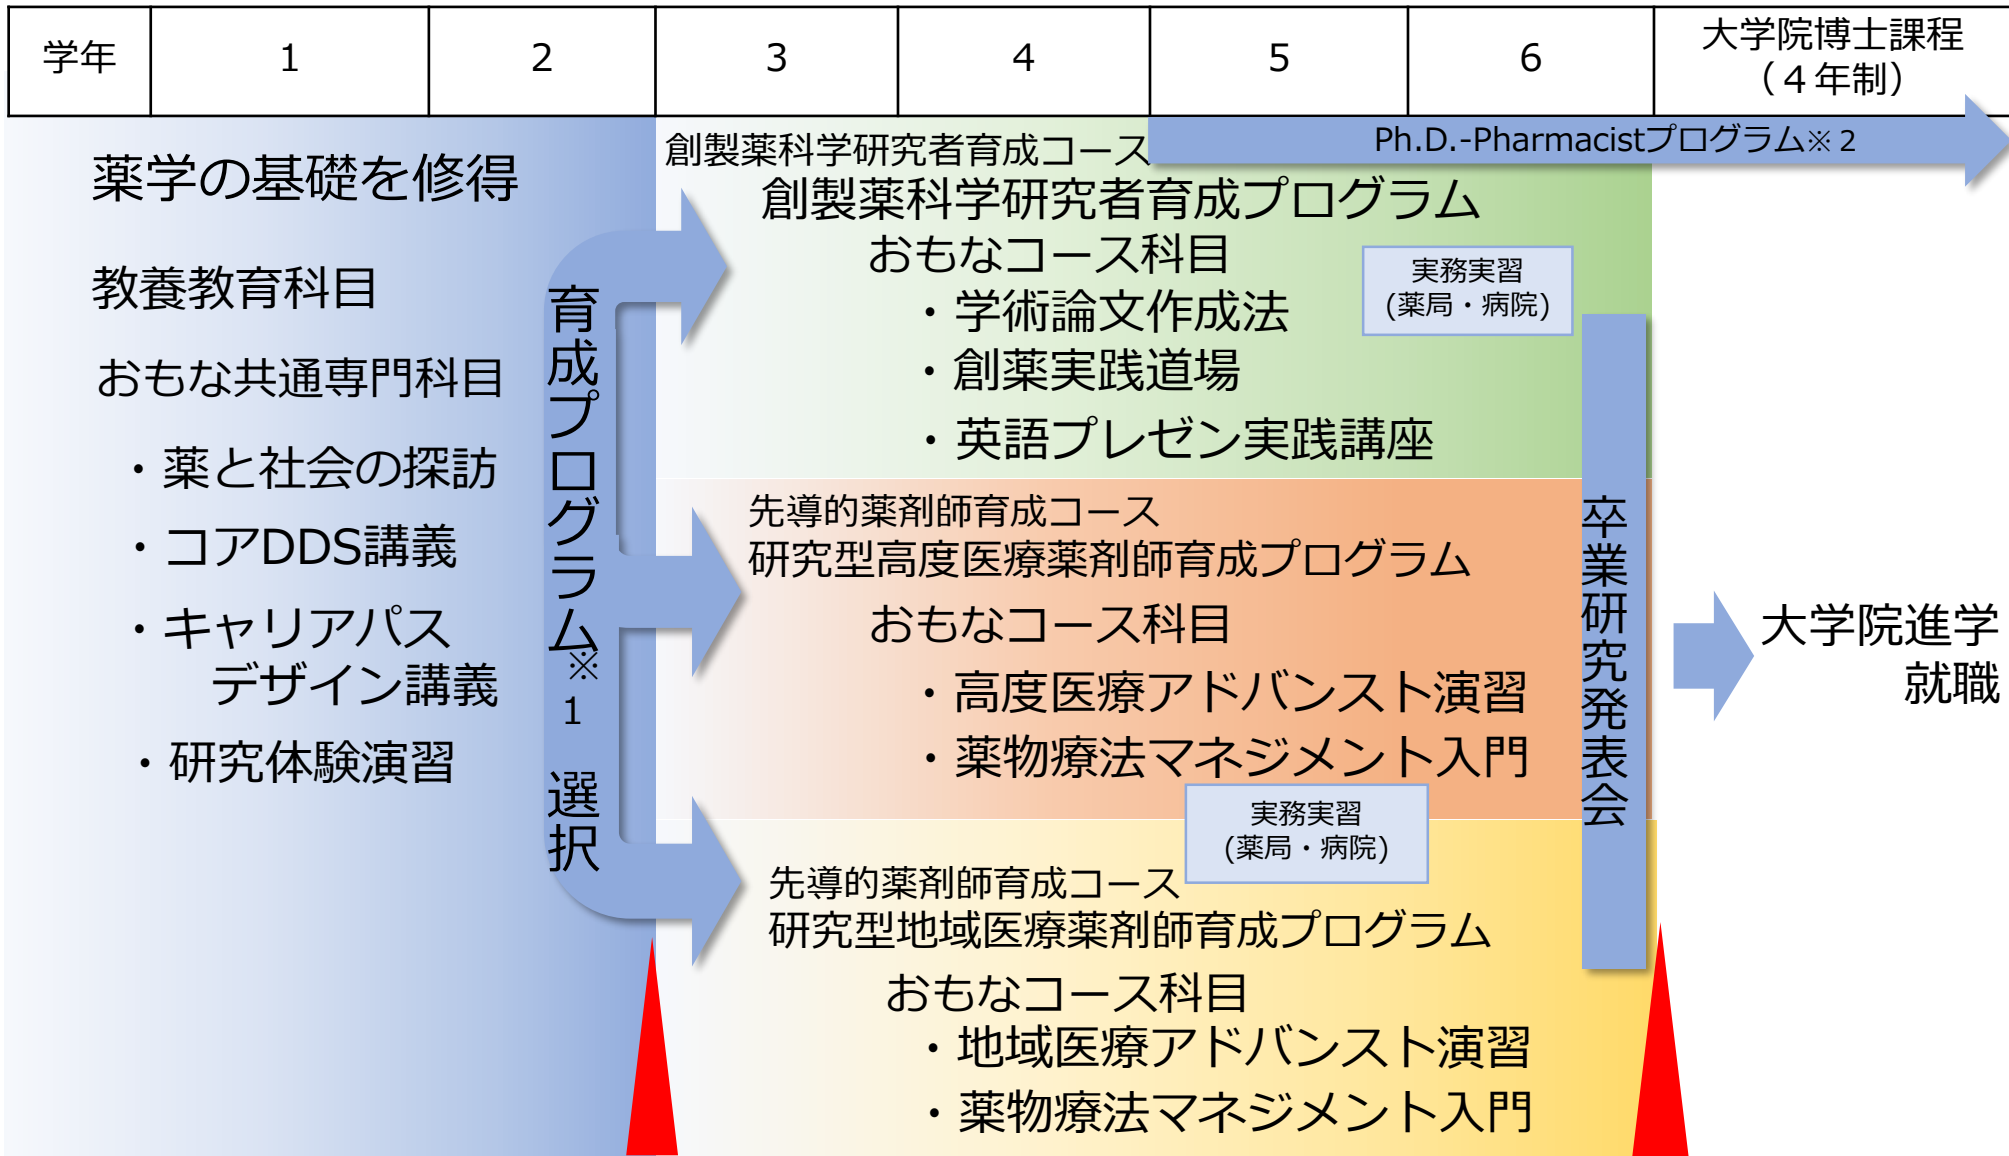 学年
1
2
3
4
5
6
大学院博士課程
（４年制）
薬学の基礎を修得
教養教育科目
おもな共通専門科目
・薬と社会の探訪
・コアDDS講義
・キャリアパス
デザイン講義
・研究体験演習
育成プログラム※1 選択
創製薬科学研究者育成コース
Ph.D.-Pharmacistプログラム※２
創製薬科学研究者育成プログラム
おもなコース科目
・学術論文作成法
・創薬実践道場
・英語プレゼン実践講座
実務実習
(薬局・病院)
先導的薬剤師育成コース
研究型高度医療薬剤師育成プログラム
おもなコース科目
・高度医療アドバンスト演習
・薬物療法マネジメント入門
実務実習
(薬局・病院)
先導的薬剤師育成コース
研究型地域医療薬剤師育成プログラム
おもなコース科目
・地域医療アドバンスト演習
・薬物療法マネジメント入門
卒業研究発表会
大学院進学
就職